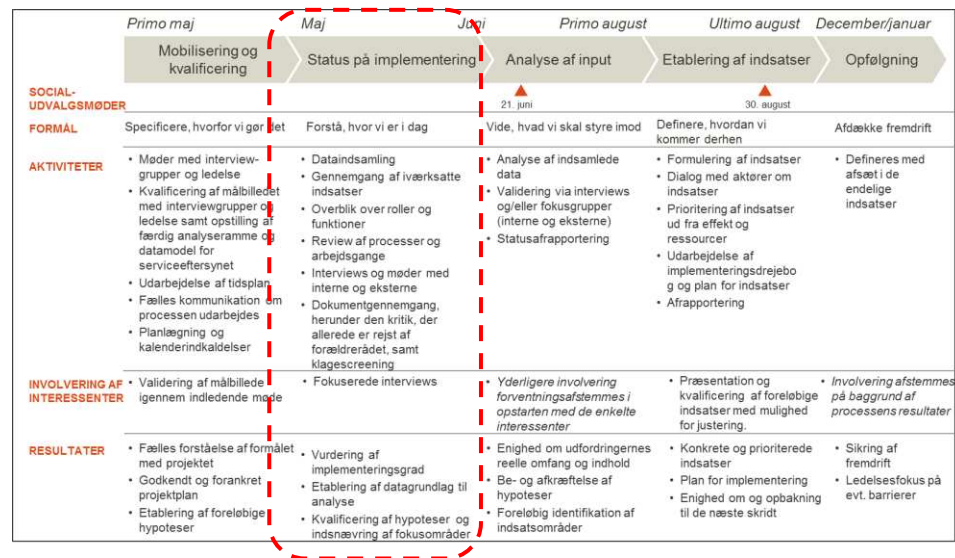 Primo maj
Maj
Juni
Primo august
Ultimo august
December/januar
Mobilisering og
kvalificering
Status på implementering
Analyse af input
Etablering af indsatser
Opfølgning
SOCIAL-
UDVALGSMØDER
21. juni
30. august
FORMÅL
Specificere, hvorfor vi gør det
Forstå, hvor vi er i dag
Vide, hvad vi skal styre imod
Definere, hvordan vi
kommer derhen
Afdække fremdrift
AKTIVITETER
• Møder med interview-
grupper og ledelse
• Kvalificering af målbilledet
med interviewgrupper og
ledelse samt opstilling af
færdig analyseramme og
datamodel for
serviceeftersynet
• Udarbejdelse af tidsplan
• Fælles kommunikation om
processen udarbejdes
• Planlægning og
kalenderindkaldelser
• Dataindsamling
• Gennemgang af iværksatte
indsatser
• Overblik over roller og
funktioner
• Review af processer og
arbejdsgange
• Interviews og møder med
interne og eksterne
• Dokumentgennemgang,
herunder den kritik, der
allerede er rejst af
forældrerådet, samt
klagescreening
• Analyse af indsamlede
data
• Validering via interviews
og/eller fokusgrupper
(interne og eksterne)
• Statusafrapportering
• Formulering af indsatser
• Dialog med aktører om
indsatser
• Prioritering af indsatser
ud fra effekt og
ressourcer
• Udarbejdelse af
implementeringsdrejebo
g og plan for indsatser
• Afrapportering
• Defineres med
afsæt i de
endelige
indsatser
INVOLVERING AF
INTERESSENTER
• Validering af målbillede
igennem indledende møde
• Fokuserede interviews
• Yderligere involvering
forventningsafstemmes i
opstarten med de enkelte
interessenter
• Præsentation og
kvalificering af foreløbige
indsatser med mulighed
for justering.
• Involvering afstemmes
på baggrund af
processens resultater
RESULTATER
• Fælles forståelse af formålet
med projektet
• Godkendt og forankret
projektplan
• Etablering af foreløbige
hypoteser
• Vurdering af
implementeringsgrad
• Etablering af datagrundlag til
analyse
• Kvalificering af hypoteser og
indsnævring af fokusområder
• Enighed om udfordringernes
reelle omfang og indhold
• Be- og afkræftelse af
hypoteser
• Foreløbig identifikation af
indsatsområder
• Konkrete og prioriterede
indsatser
• Plan for implementering
• Enighed om og opbakning
til de næste skridt
• Sikring af
fremdrift
• Ledelsesfokus på
evt. barrierer